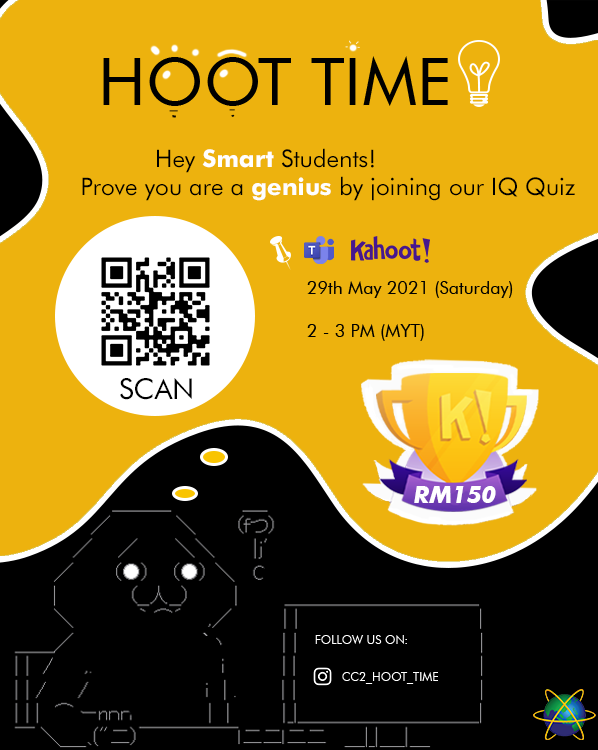 HOOT TIME
Hey Smart Students!
Prove you are a genius by joining our IQ Quiz
T Kahoot!
29th May 2021 (Saturday)
2 - 3 PM (MYT)
SCAN
K!
RM150
FOLLOW US ON:
CC2_HOOT_TIME